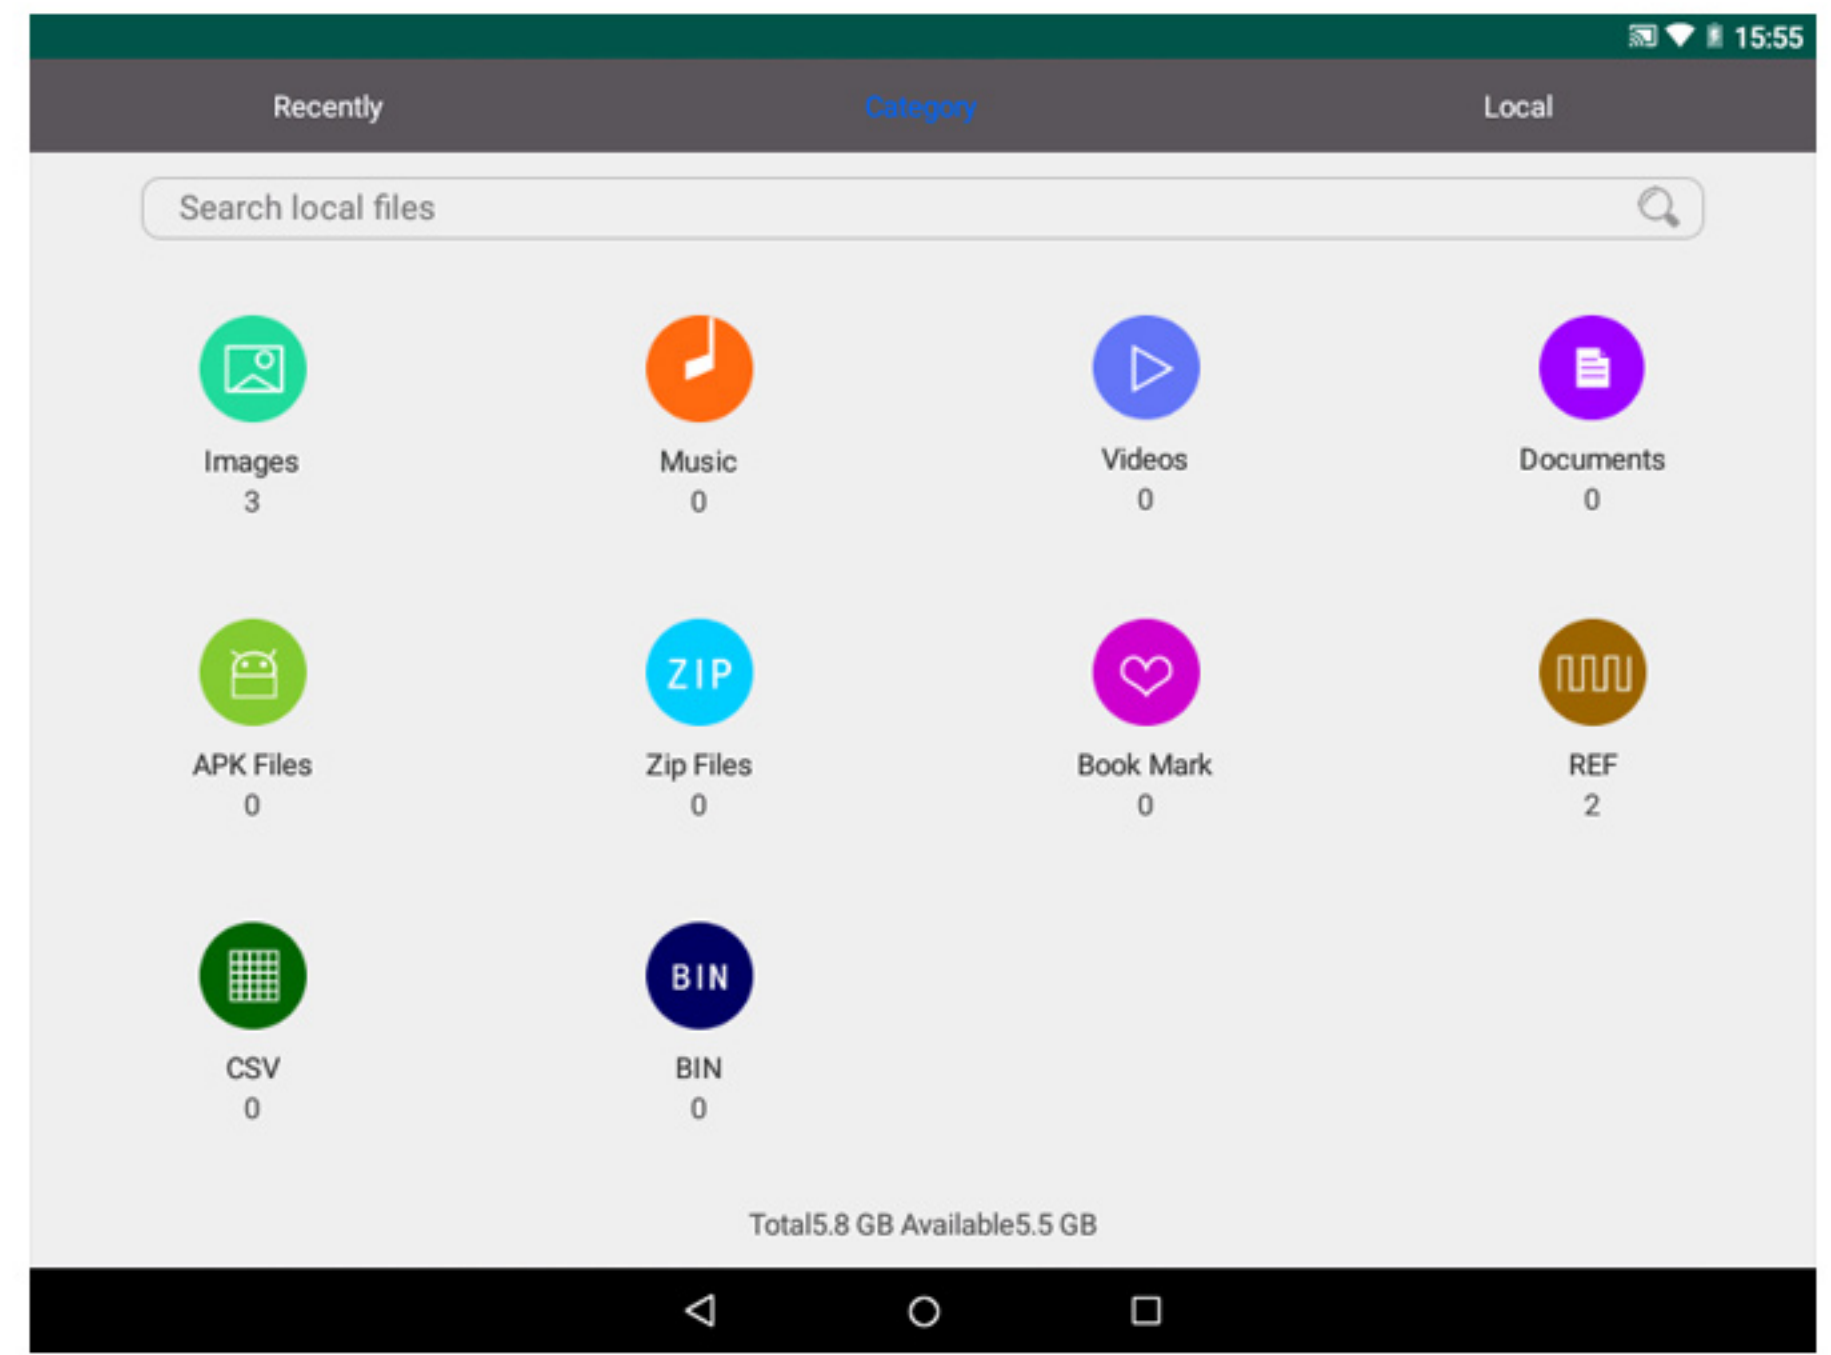 15:55
Recently Category Local
Search local files
Images Music Videos Documents
3 0 0 0
ZIP
APK Files Zip Files Book Mark REF
0 0 0 2
BIN
CSV BIN
0 0
Total5.8 GB Available5.5 GB